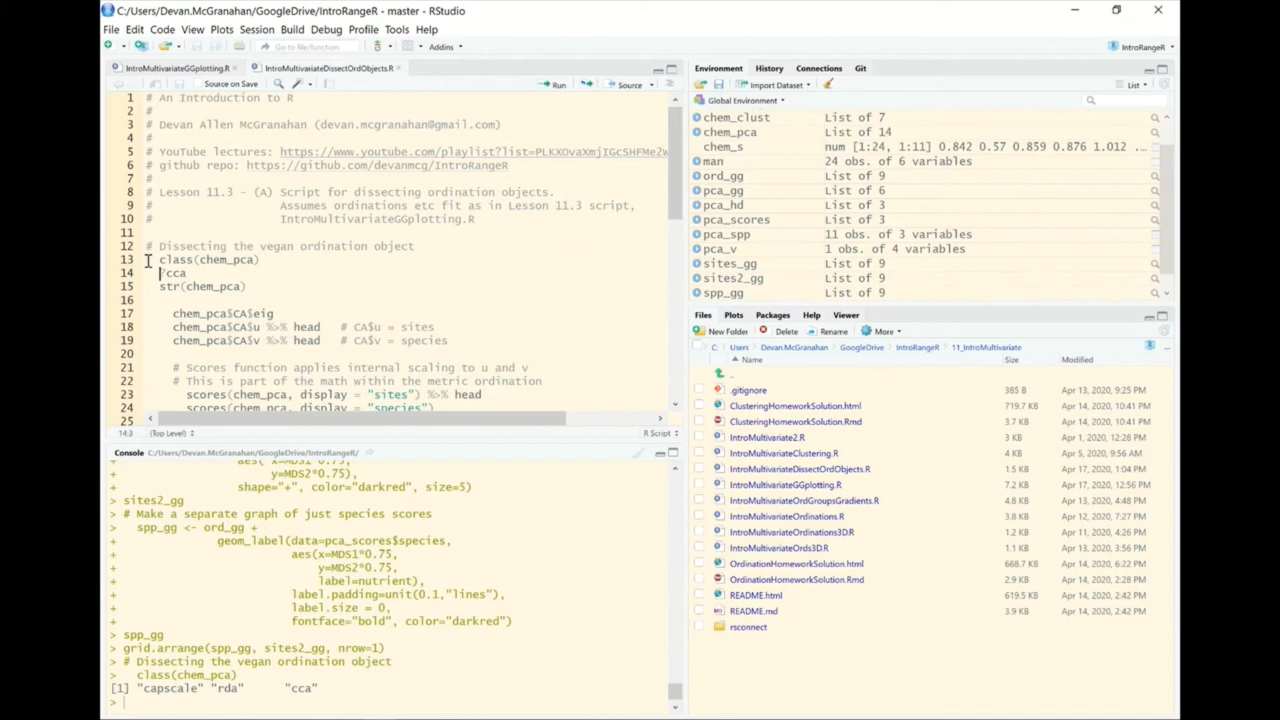 C:/Users/Devan.McGranahan/GoogleDrive/IntroRangeR - master - RStudio
File Edit Code View Plots Session Build Debug Profile Tools Help
Go to file/function Addins IntroRangeR
IntroMultivariateGGplotting.R IntroMultivariateDissectOrdObjects.R
Source on Save Run Source
1 # An Introduction to R
2 #
3 # Devan Allen McGranahan (devan.mcgranahan@gmail.com)
4 #
5 # YouTube lectures: https://www.youtube.com/playlist?list=PLKXOvaXmjIGcSHFMe2w
6 # github repo: https://github.com/devanmcg/IntroRangeR
7 #
8 # Lesson 11.3 - (A) Script for dissecting ordination objects.
9 # Assumes ordinations etc fit as in Lesson 11.3 script,
10 # IntroMultivariateGGplotting.R
11
12 # Dissecting the vegan ordination object
13 class(chem_pca)
14 ?cca
15 str(chem_pca)
16
17 chem_pca$CA$eig
18 chem_pca$CA$u %>% head # CA$u = sites
19 chem_pca$CA$v %>% head # CA$v = species
20
21 # Scores function applies internal scaling to u and v
22 # This is part of the math within the metric ordination
23 scores(chem_pca, display = "sites") %>% head
24 scores(chem_pca, display = "species")
25
14:3 (Top Level) R Script
Console C:/Users/Devan.McGranahan/GoogleDrive/IntroRangeR/
+ aes( x=MDS1*0.75,
+ y=MDS2*0.75),
+ shape="+", color="darkred", size=5)
> sites2_gg
> # Make a separate graph of just species scores
> spp_gg <- ord_gg +
+ geom_label(data=pca_scores$species,
+ aes(x=MDS1*0.75,
+ y=MDS2*0.75,
+ label=nutrient),
+ label.padding=unit(0.1,"lines"),
+ label.size = 0,
+ fontface="bold", color="darkred")
> spp_gg
> grid.arrange(spp_gg, sites2_gg, nrow=1)
> # Dissecting the vegan ordination object
> class(chem_pca)
[1] "capscale" "rda" "cca"
>
Environment History Connections Git
Import Dataset List
Global Environment
chem_clust List of 7
chem_pca List of 14
chem_s num [1:24, 1:11] 0.842 0.57 0.859 0.876 1.012 ...
man 24 obs. of 6 variables
ord_gg List of 9
pca_gg List of 6
pca_hd List of 3
pca_scores List of 3
pca_spp 11 obs. of 3 variables
pca_v 1 obs. of 4 variables
sites_gg List of 9
sites2_gg List of 9
spp_gg List of 9
Files Plots Packages Help Viewer
New Folder Delete Rename More
C: Users Devan.McGranahan GoogleDrive IntroRangeR 11_IntroMultivariate
Name Size Modified
..
.gitignore 385 B Apr 13, 2020, 9:25 PM
ClusteringHomeworkSolution.html 719.7 KB Apr 14, 2020, 10:41 PM
ClusteringHomeworkSolution.Rmd 3.7 KB Apr 14, 2020, 10:41 PM
IntroMultivariate2.R 3 KB Apr 1, 2020, 12:28 PM
IntroMultivariateClustering.R 4 KB Apr 5, 2020, 9:56 AM
IntroMultivariateDissectOrdObjects.R 1.5 KB Apr 17, 2020, 1:04 PM
IntroMultivariateGGplotting.R 7.2 KB Apr 17, 2020, 12:56 PM
IntroMultivariateOrdGroupsGradients.R 4.8 KB Apr 13, 2020, 4:48 PM
IntroMultivariateOrdinations.R 3.8 KB Apr 12, 2020, 7:27 PM
IntroMultivariateOrdinations3D.R 1.2 KB Apr 11, 2020, 4:26 PM
IntroMultivariateOrds3D.R 1.1 KB Apr 13, 2020, 3:56 PM
OrdinationHomeworkSolution.html 668.7 KB Apr 14, 2020, 6:22 PM
OrdinationHomeworkSolution.Rmd 2.9 KB Apr 14, 2020, 2:28 PM
README.html 619.5 KB Apr 14, 2020, 2:42 PM
README.md 3.9 KB Apr 14, 2020, 2:42 PM
rsconnect